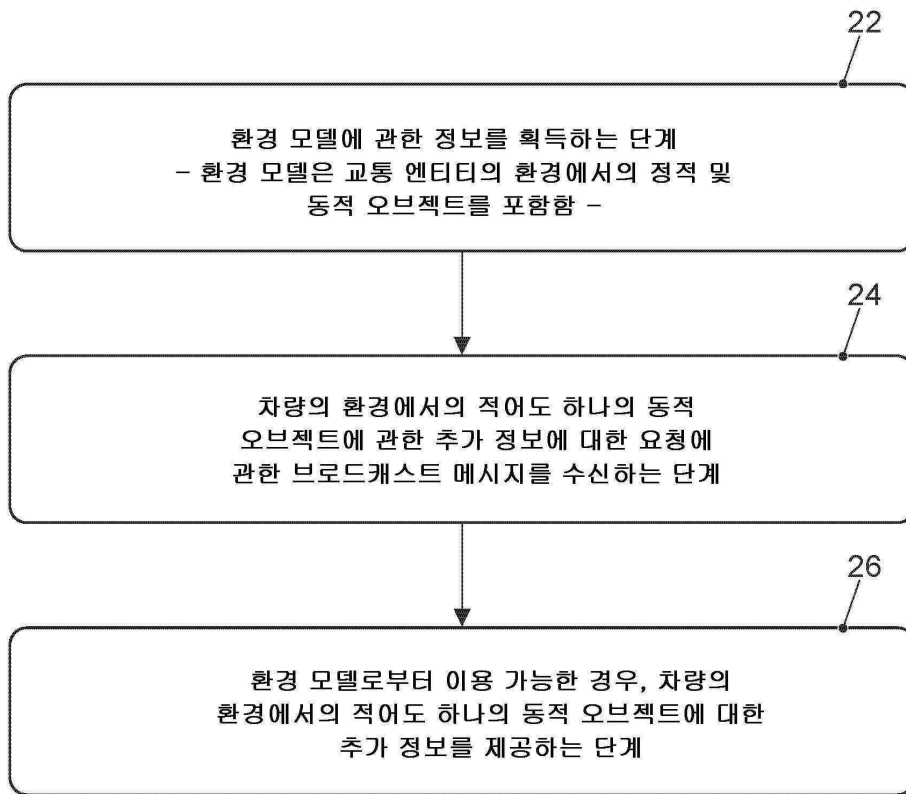 22
환경 모델에 관한 정보를 획득하는 단계
– 환경 모델은 교통 엔티티의 환경에서의 정적 및
동적 오브젝트를 포함함 –
24
차량의 환경에서의 적어도 하나의 동적
오브젝트에 관한 추가 정보에 대한 요청에
관한 브로드캐스트 메시지를 수신하는 단계
26
환경 모델로부터 이용 가능한 경우, 차량의
환경에서의 적어도 하나의 동적 오브젝트에 대한
추가 정보를 제공하는 단계